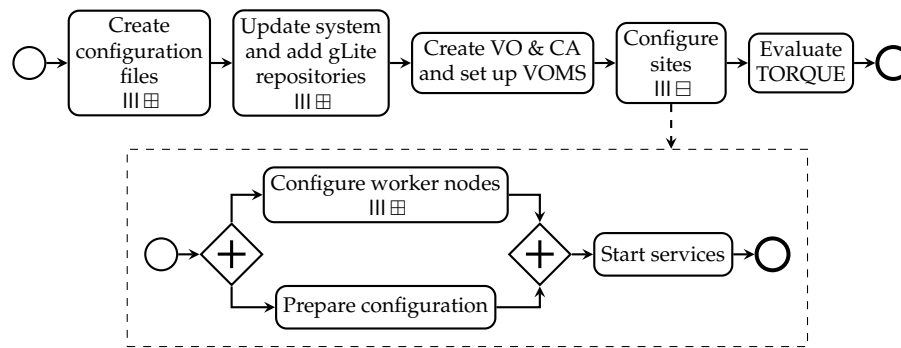 Create
configuration
files
Update system
and add gLite
repositories
Create VO & CA
and set up VOMS
Configure
sites
Evaluate
TORQUE
Configure worker nodes
Prepare configuration
Start services